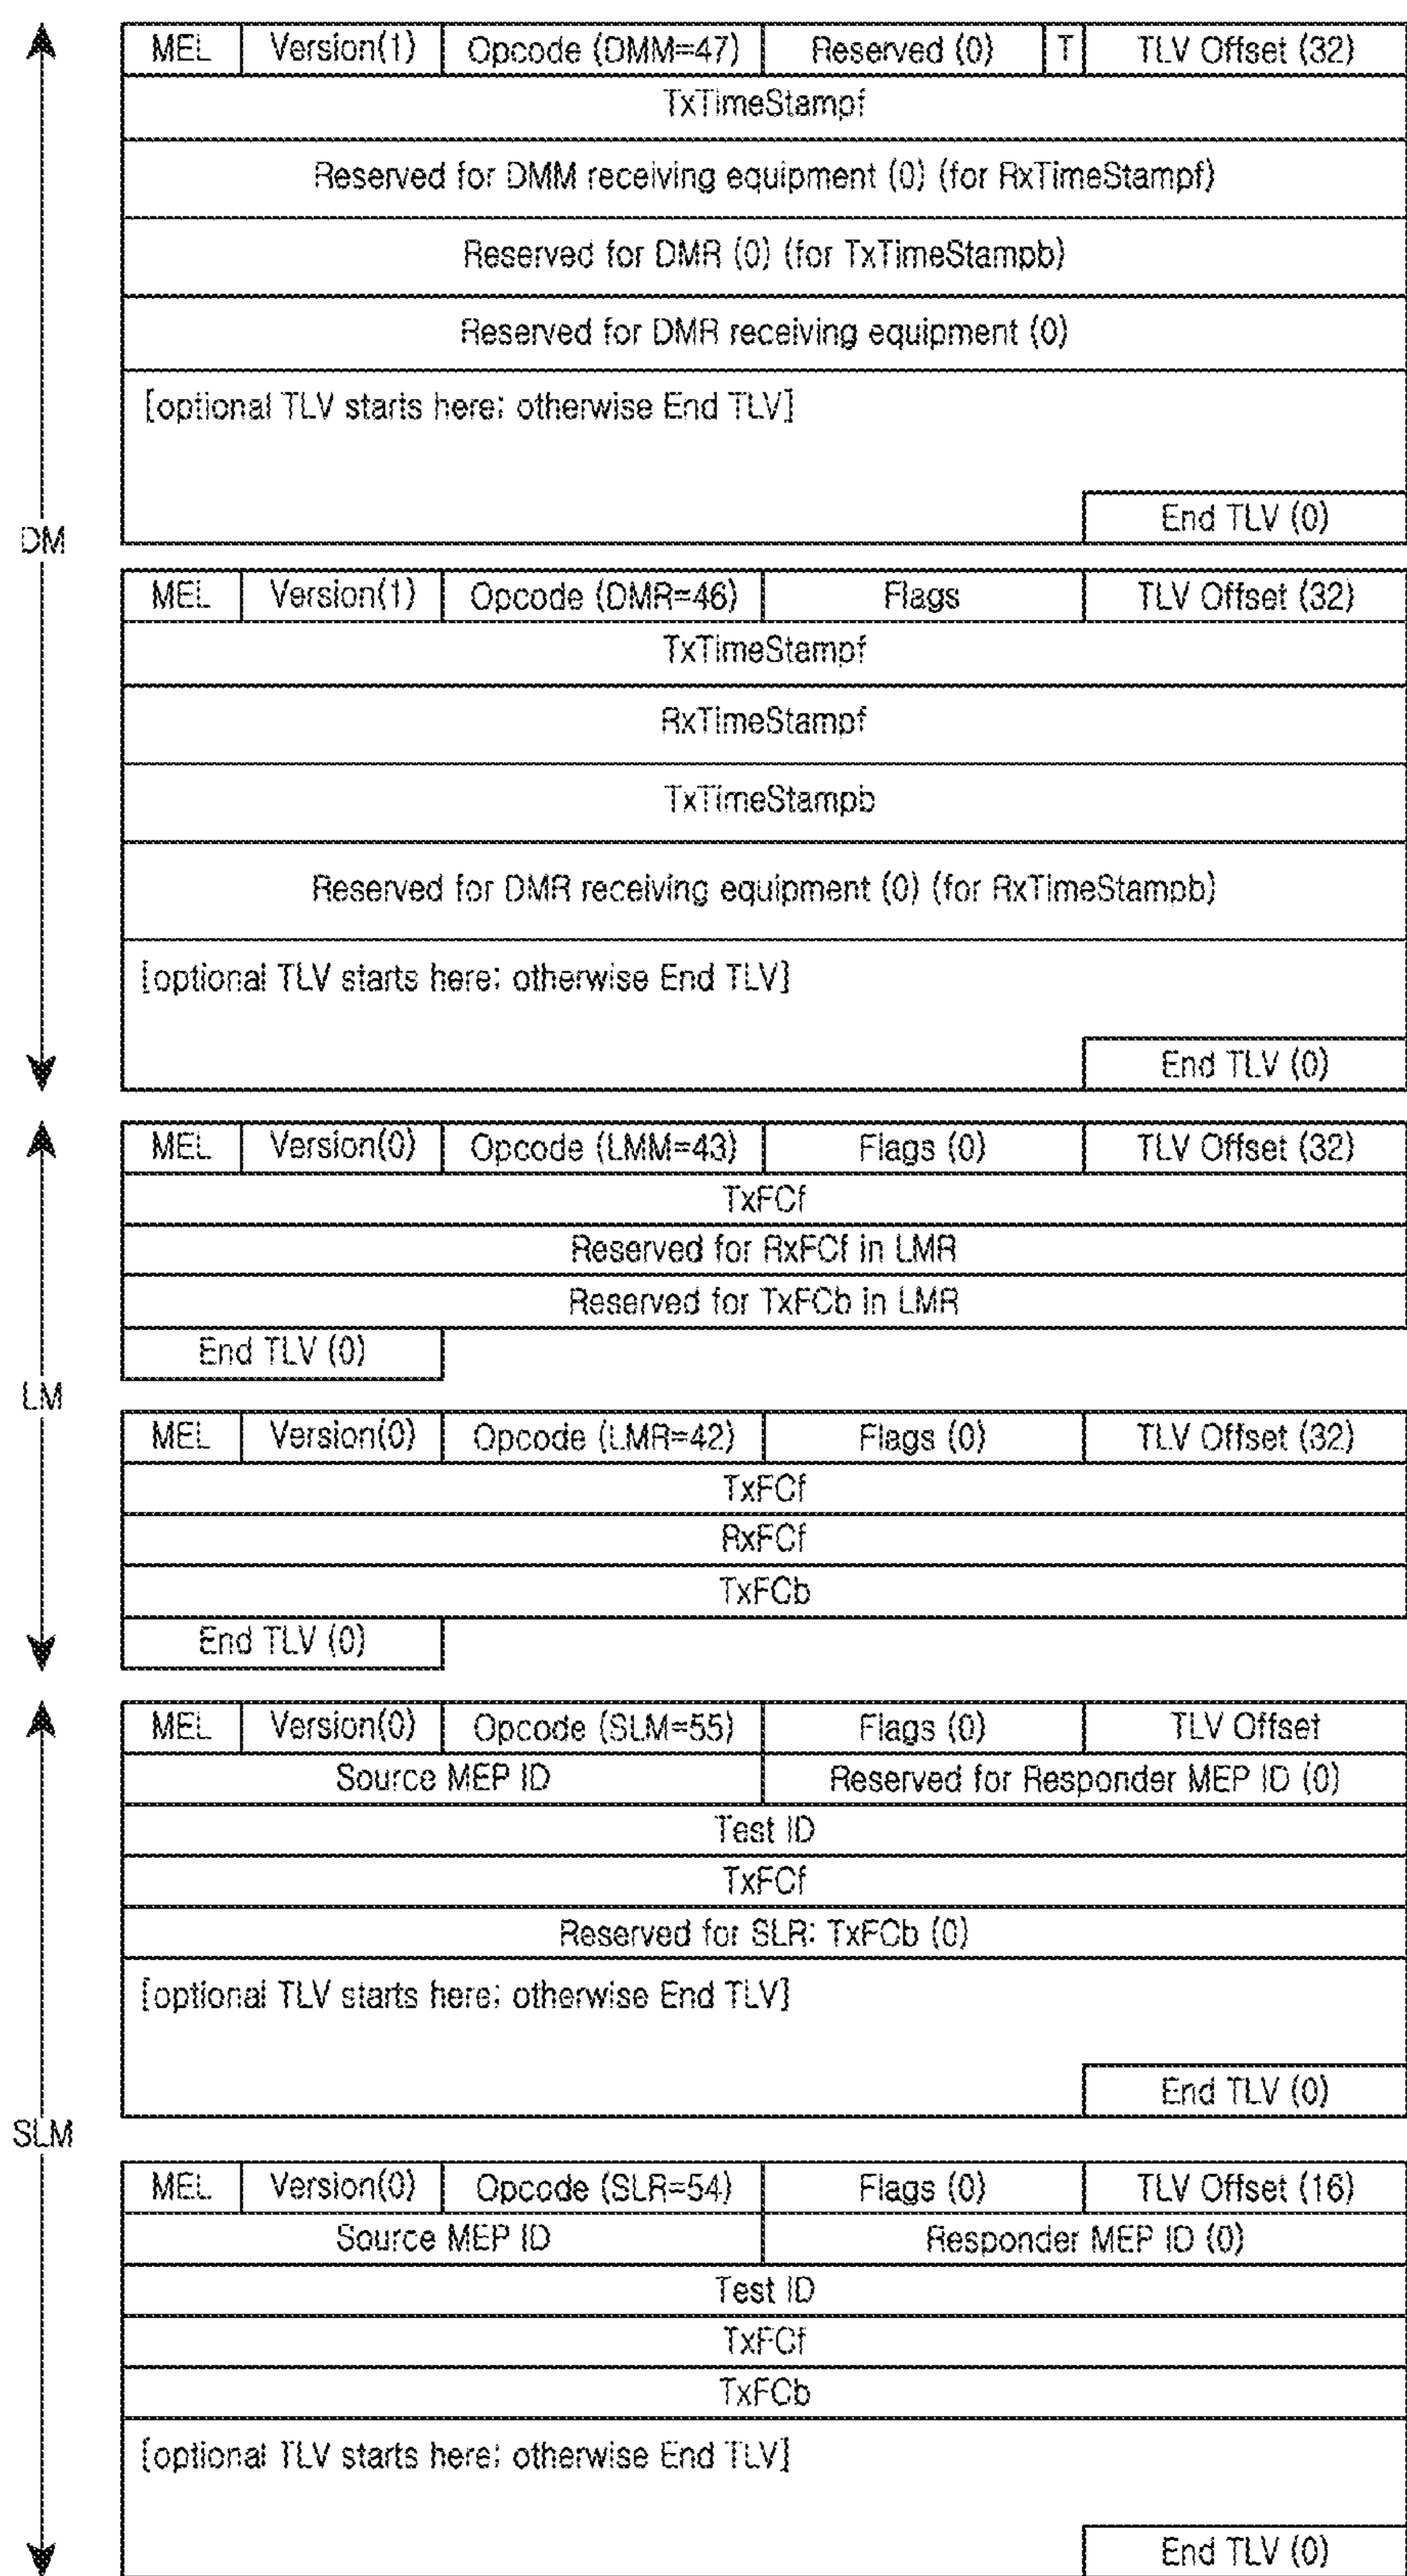 MEL Version(1) Opcode (DMM=47) Reserved (0) T TLV Offset (32)
TxTimeStampf
Reserved for DMM receiving equipment (0) (for RxTimeStampf)
Reserved for DMR (0) (for TxTimeStampb)
Reserved for DMR receiving equipment (0)
[optional TLV starts here; otherwise End TLV]
End TLV (0)
DM
MEL Version(1) Opcode (DMR=46) Flags TLV Offset (32)
TxTimeStampf
RxTimeStampf
TxTimeStampb
Reserved for DMR receiving equipment (0) (for RxTimeStampb)
[optional TLV starts here; otherwise End TLV]
End TLV (0)
MEL Version(0) Opcode (LMM=43) Flags (0) TLV Offset (32)
TxFCf
Reserved for RxFCf in LMR
Reserved for TxFCb in LMR
End TLV (0)
LM
MEL Version(0) Opcode (LMR=42) Flags (0) TLV Offset (32)
TxFCf
RxFCf
TxFCb
End TLV (0)
MEL Version(0) Opcode (SLM=55) Flags (0) TLV Offset
Source MEP ID Reserved for Responder MEP ID (0)
Test ID
TxFCf
Reserved for SLR: TxFCb (0)
[optional TLV starts here; otherwise End TLV]
End TLV (0)
SLM
MEL Version(0) Opcode (SLR=54) Flags (0) TLV Offset (16)
Source MEP ID Responder MEP ID (0)
Test ID
TxFCf
TxFCb
[optional TLV starts here; otherwise End TLV]
End TLV (0)